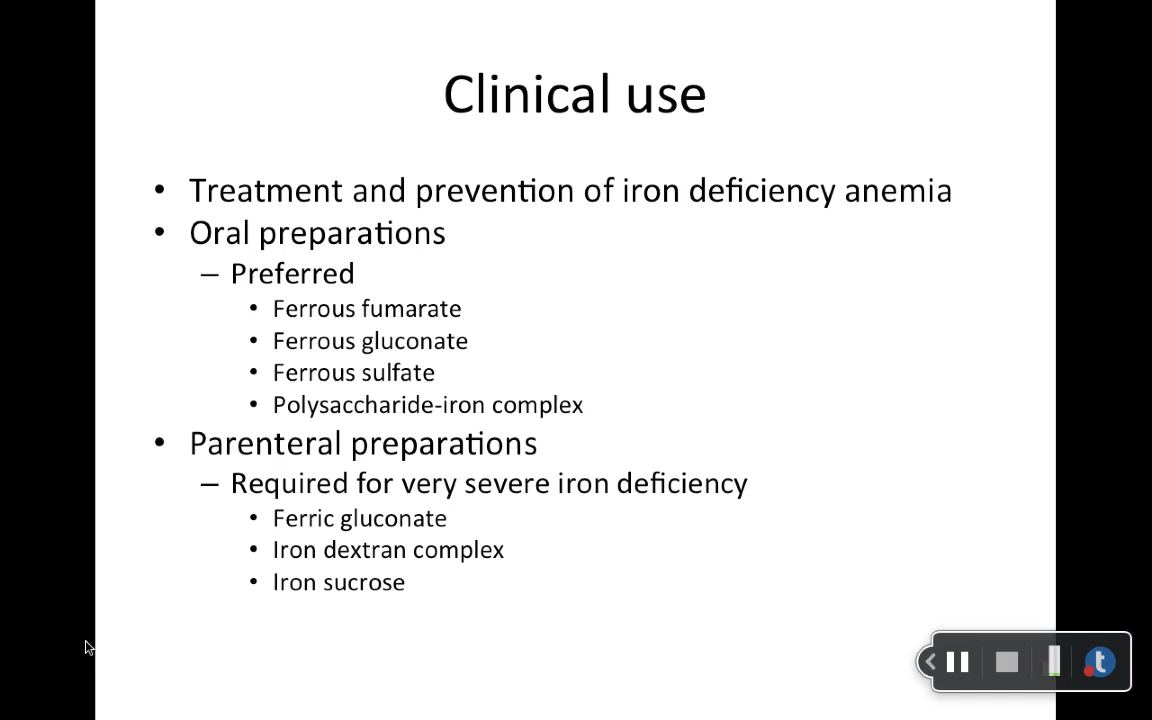 Clinical use
• Treatment and prevention of iron deficiency anemia
• Oral preparations
– Preferred
• Ferrous fumarate
• Ferrous gluconate
• Ferrous sulfate
• Polysaccharide-iron complex
• Parenteral preparations
– Required for very severe iron deficiency
• Ferric gluconate
• Iron dextran complex
• Iron sucrose
t